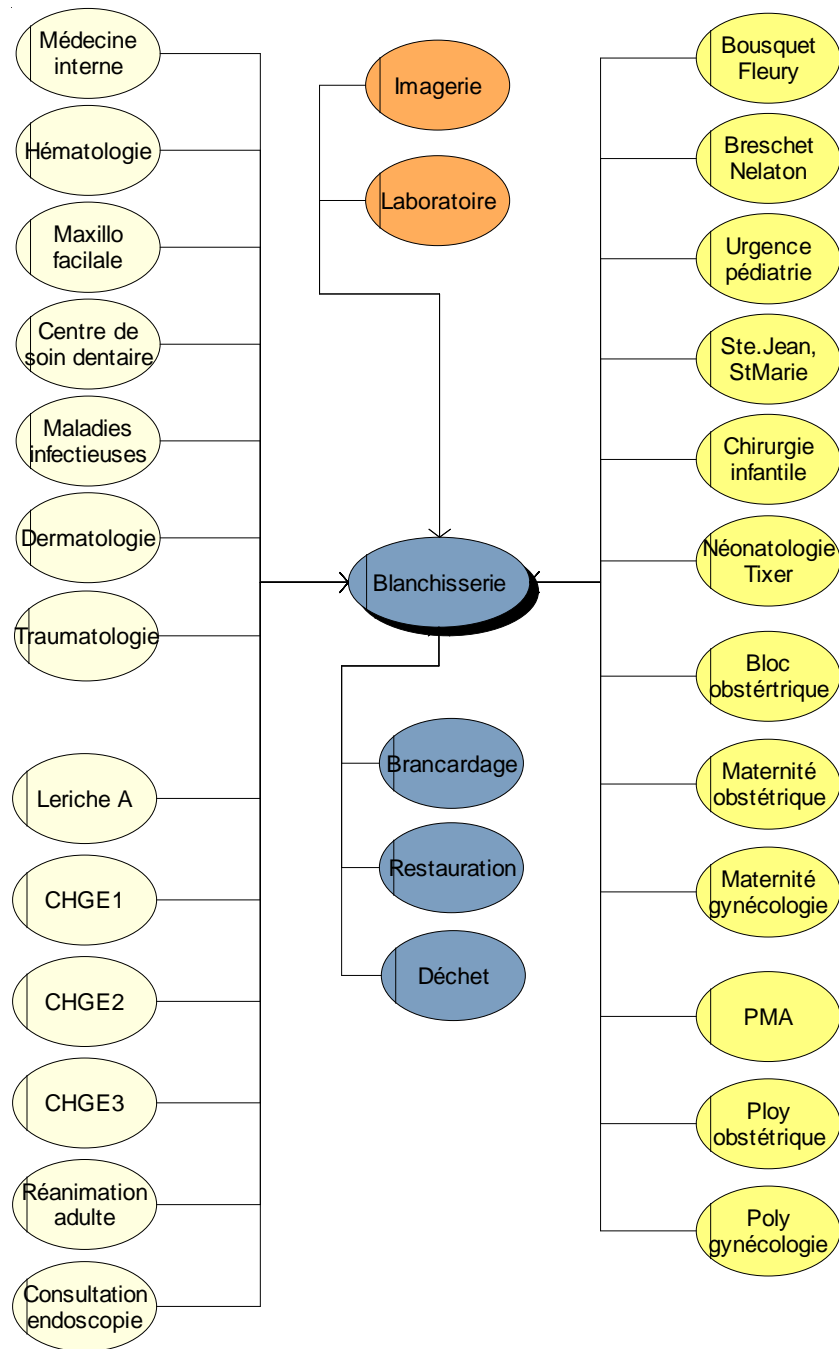 Médecine
interne
Hématologie
Maxillo
facilale
Centre de
soin dentaire
Maladies
infectieuses
Dermatologie
Traumatologie
Leriche A
CHGE1
CHGE2
CHGE3
Réanimation
adulte
Consultation
endoscopie
Imagerie
Laboratoire
Blanchisserie
Brancardage
Restauration
Déchet
Bousquet
Fleury
Breschet
Nelaton
Urgence
pédiatrie
Ste.Jean,
StMarie
Chirurgie
infantile
Néonatologie
Tixer
Bloc
obstértrique
Maternité
obstétrique
Maternité
gynécologie
PMA
Ploy
obstétrique
Poly
gynécologie